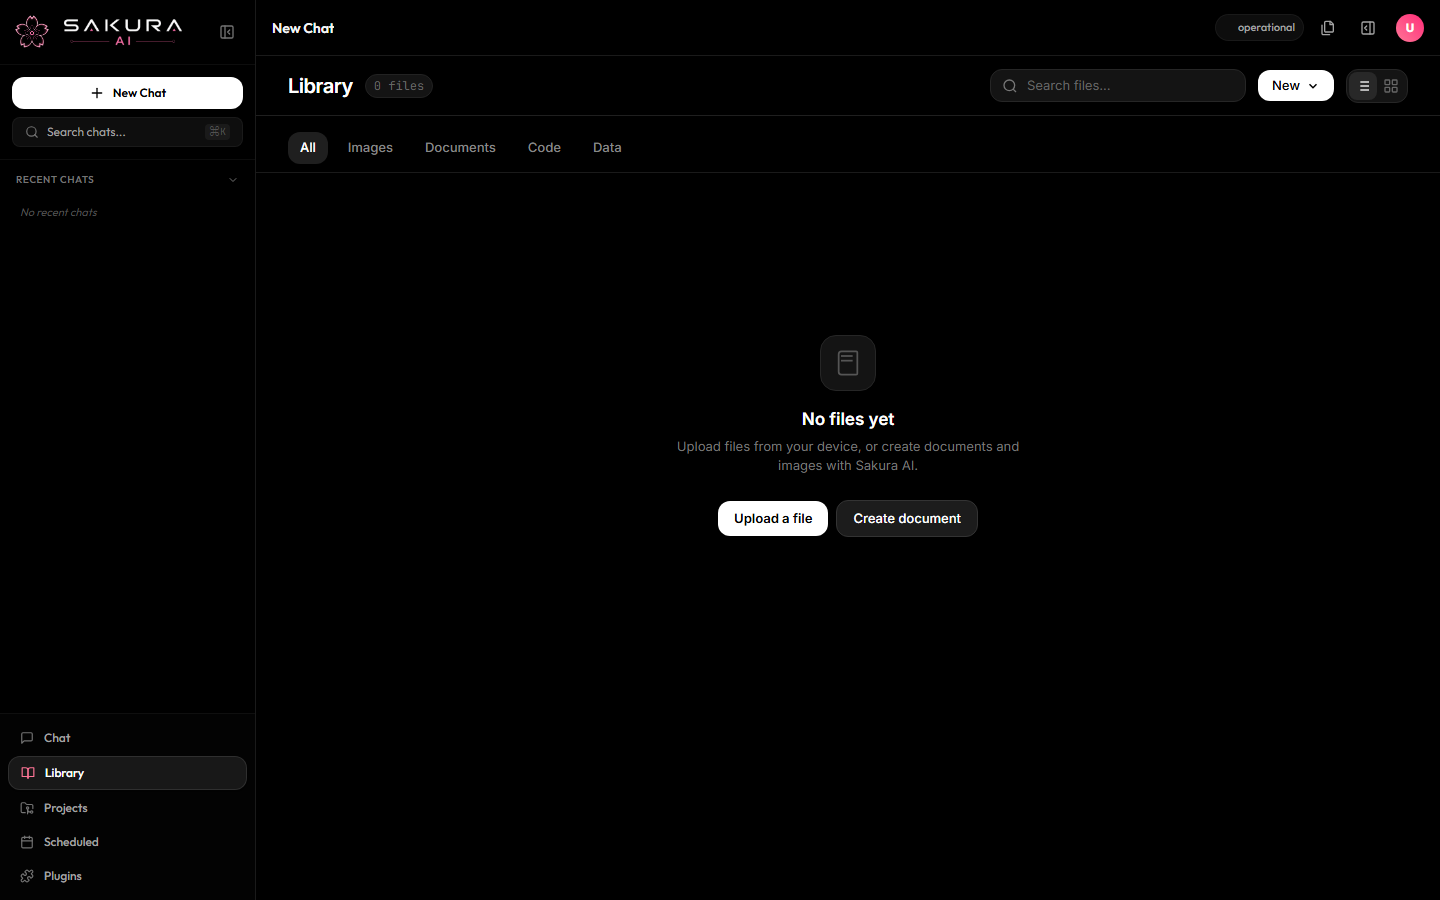 SAKURA
AI
New Chat
Search chats...
⌘K
RECENT CHATS
No recent chats
Chat
Library
Projects
Scheduled
Plugins
New Chat
operational
U
Library
0 files
Search files...
New
All
Images
Documents
Code
Data
No files yet
Upload files from your device, or create documents and
images with Sakura AI.
Upload a file
Create document